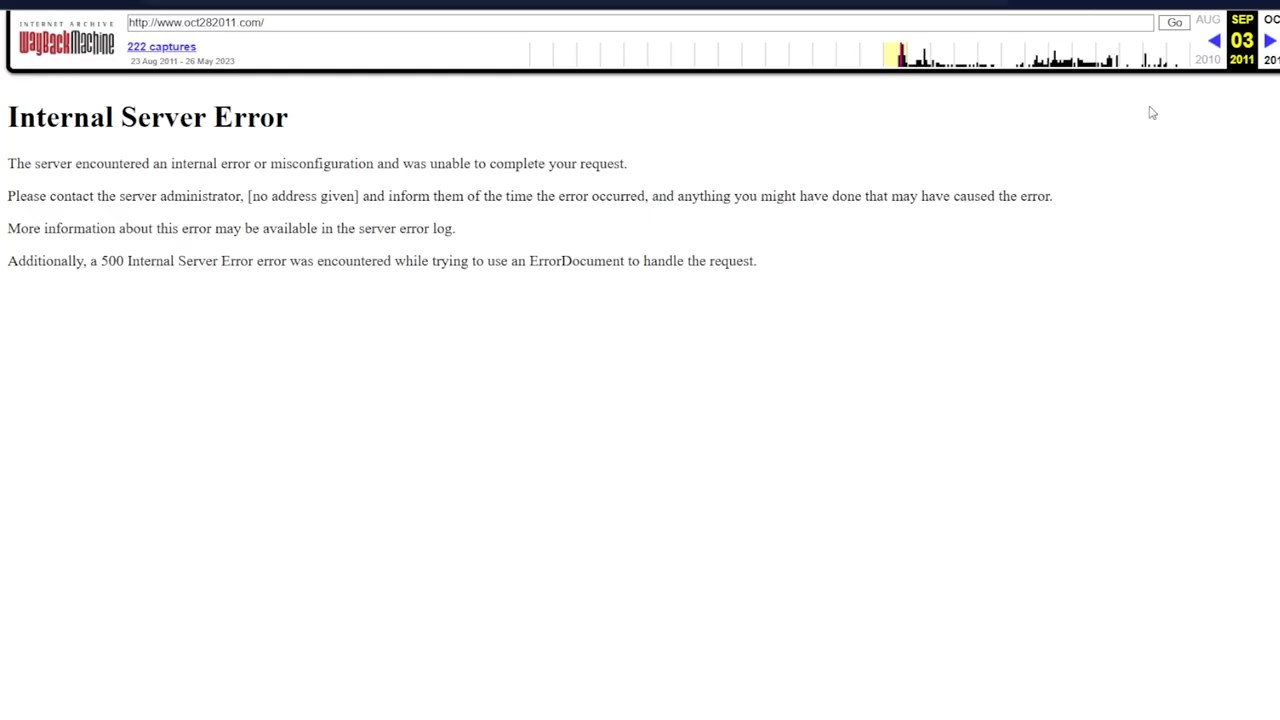 INTERNET ARCHIVE
WayBackMachine
http://www.oct282011.com/
Go
222 captures
23 Aug 2011 - 26 May 2023
AUG
SEP
OC
03
2010
2011
201
Internal Server Error
The server encountered an internal error or misconfiguration and was unable to complete your request.
Please contact the server administrator, [no address given] and inform them of the time the error occurred, and anything you might have done that may have caused the error.
More information about this error may be available in the server error log.
Additionally, a 500 Internal Server Error error was encountered while trying to use an ErrorDocument to handle the request.